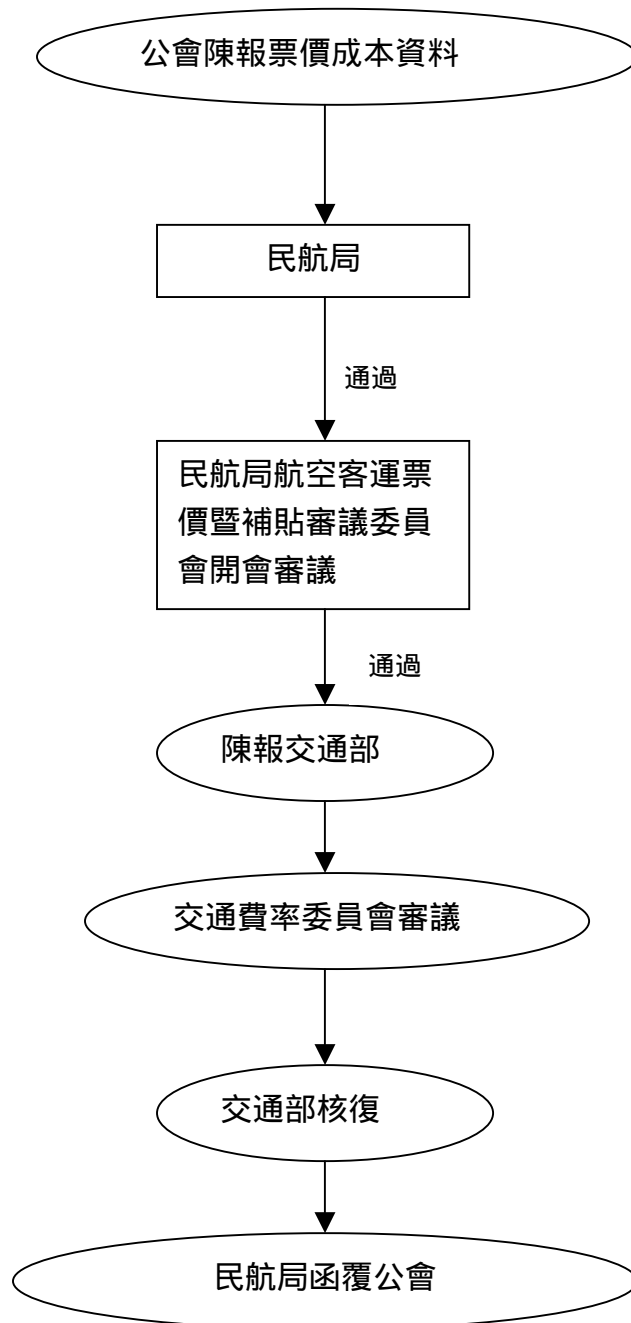 公會陳報票價成本資料
民航局
通過
民航局航空客運票
價暨補貼審議委員
會開會審議
通過
陳報交通部
交通費率委員會審議
交通部核復
民航局函覆公會